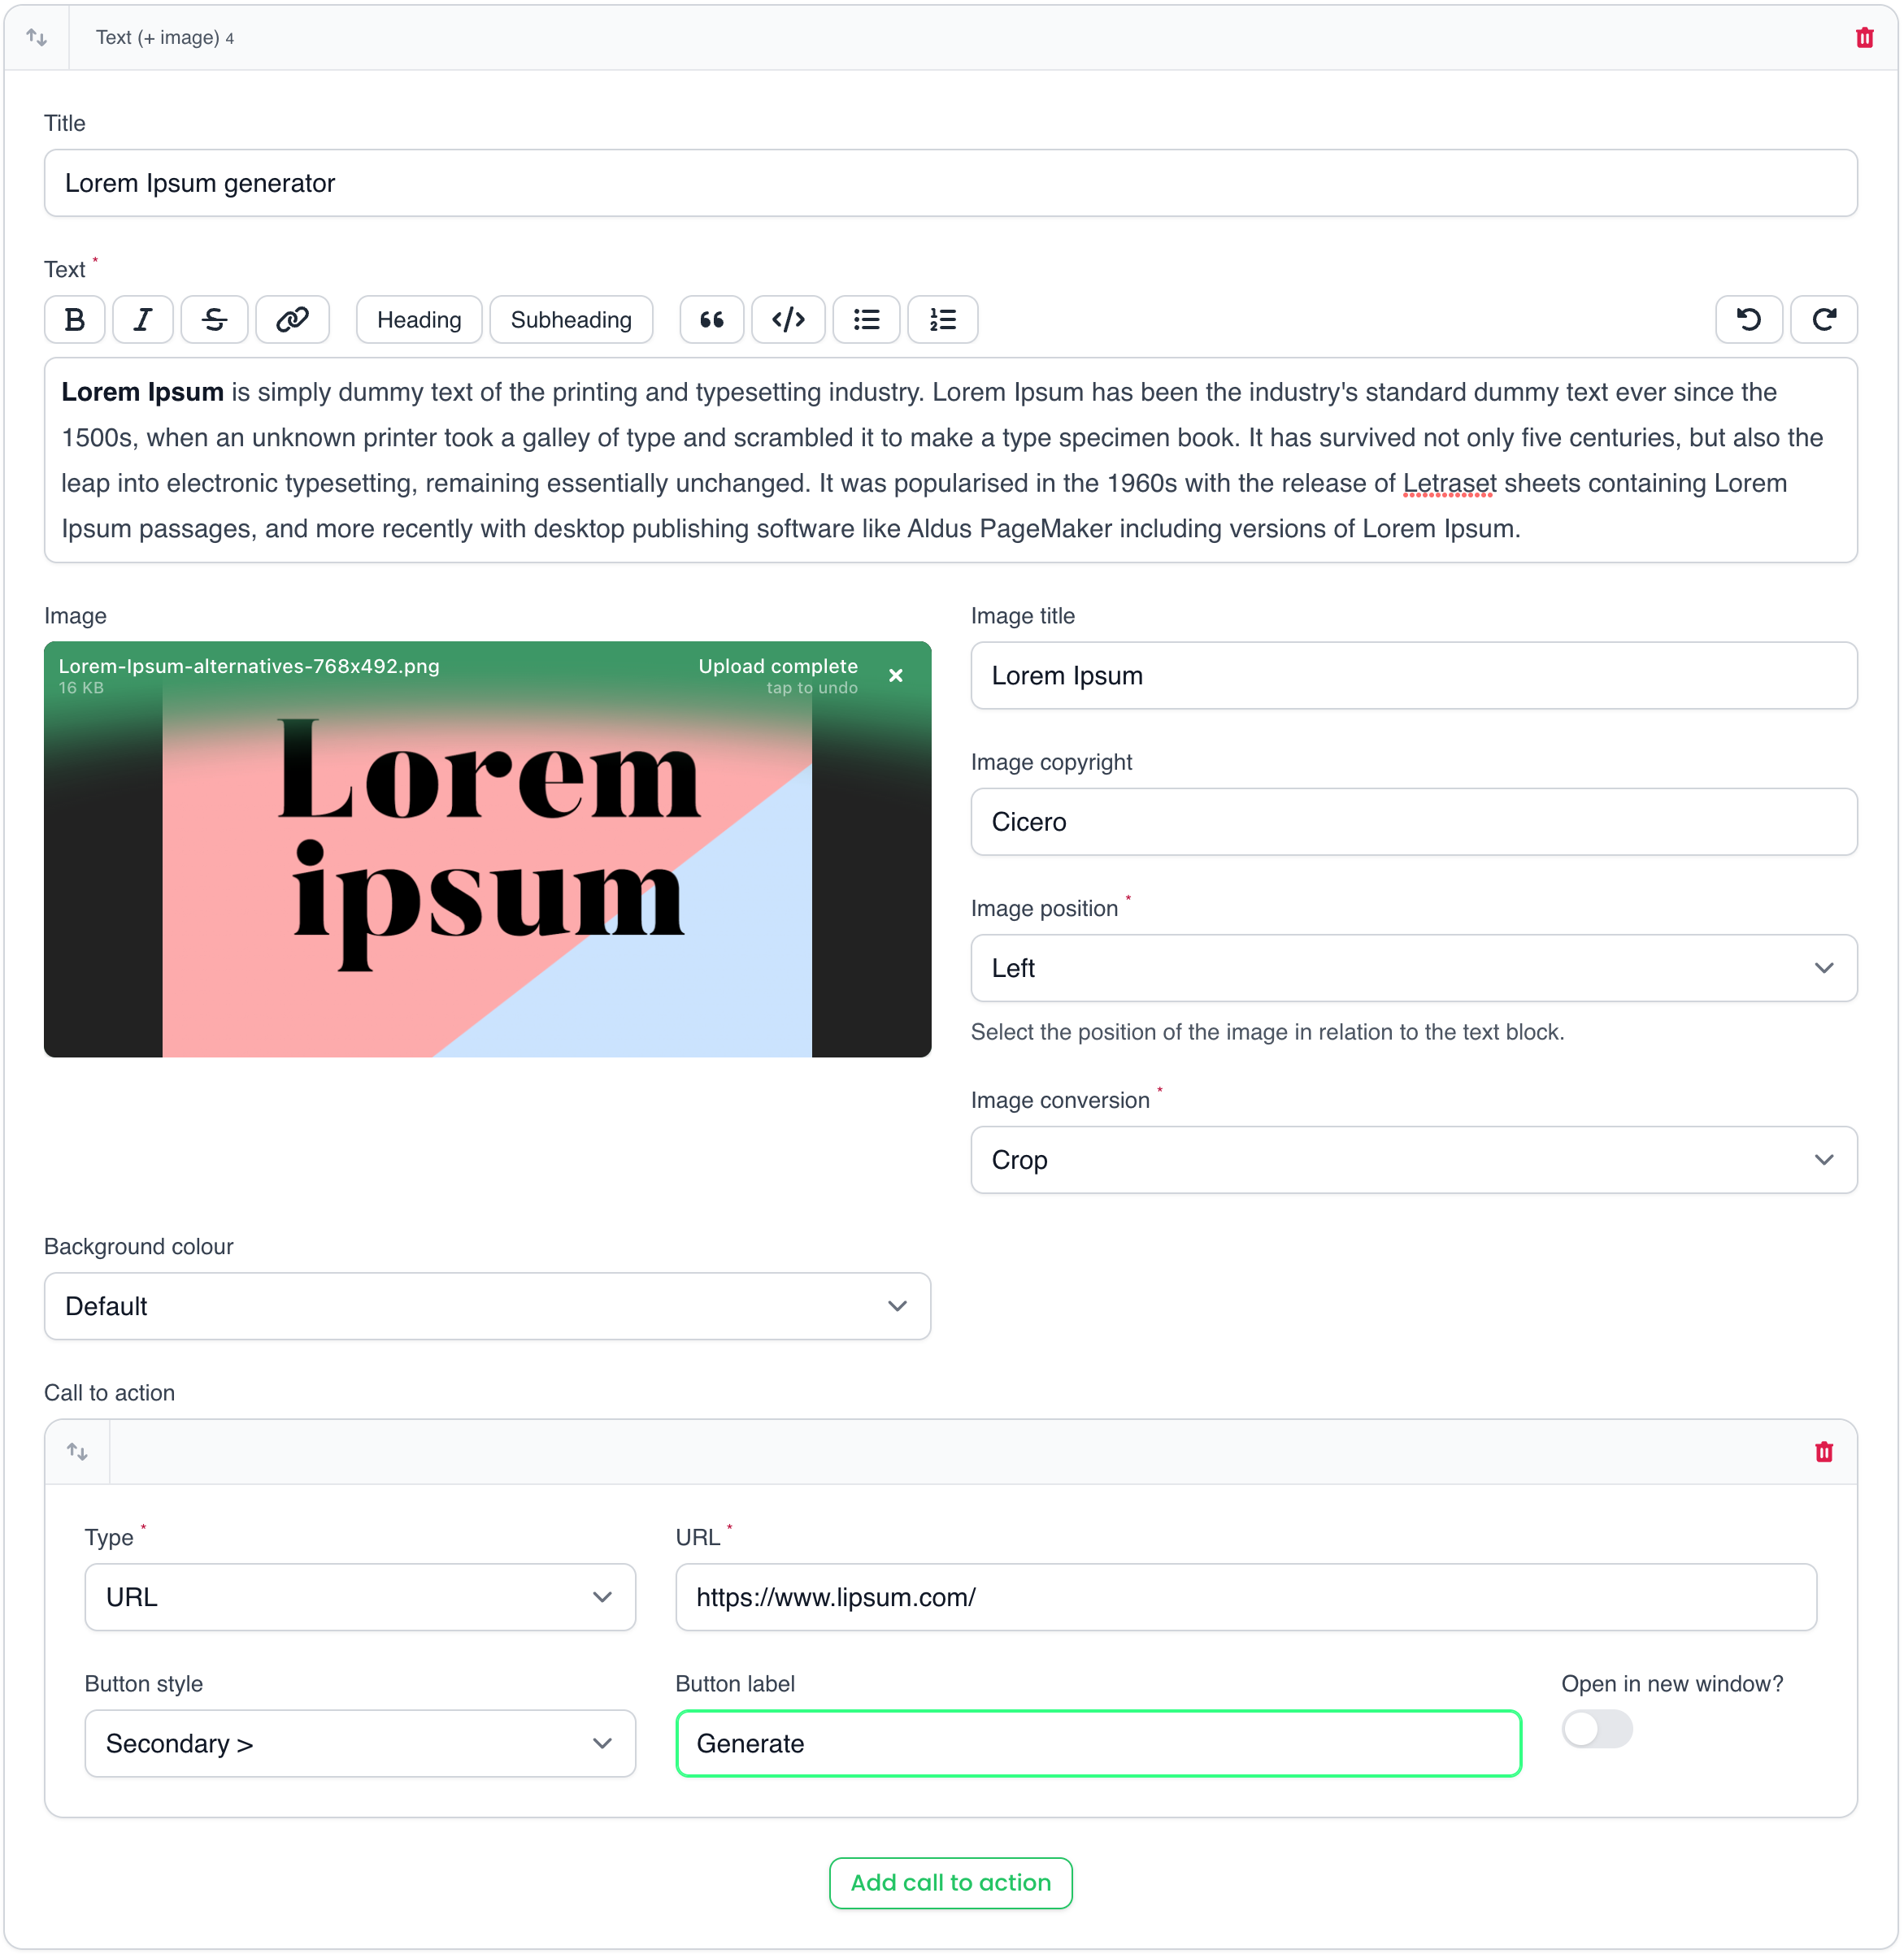 Text (+ image) 4
Title
Lorem Ipsum generator
Text *
B I S Heading Subheading
Lorem Ipsum is simply dummy text of the printing and typesetting industry. Lorem Ipsum has been the industry's standard dummy text ever since the
1500s, when an unknown printer took a galley of type and scrambled it to make a type specimen book. It has survived not only five centuries, but also the
leap into electronic typesetting, remaining essentially unchanged. It was popularised in the 1960s with the release of Letraset sheets containing Lorem
Ipsum passages, and more recently with desktop publishing software like Aldus PageMaker including versions of Lorem Ipsum.
Image
Lorem-Ipsum-alternatives-768x492.png
16 KB
Upload complete
tap to undo
Lorem
ipsum
Image title
Lorem Ipsum
Image copyright
Cicero
Image position *
Left
Select the position of the image in relation to the text block.
Image conversion *
Crop
Background colour
Default
Call to action
Type *
URL
URL *
https://www.lipsum.com/
Button style
Secondary >
Button label
Generate
Open in new window?
Add call to action